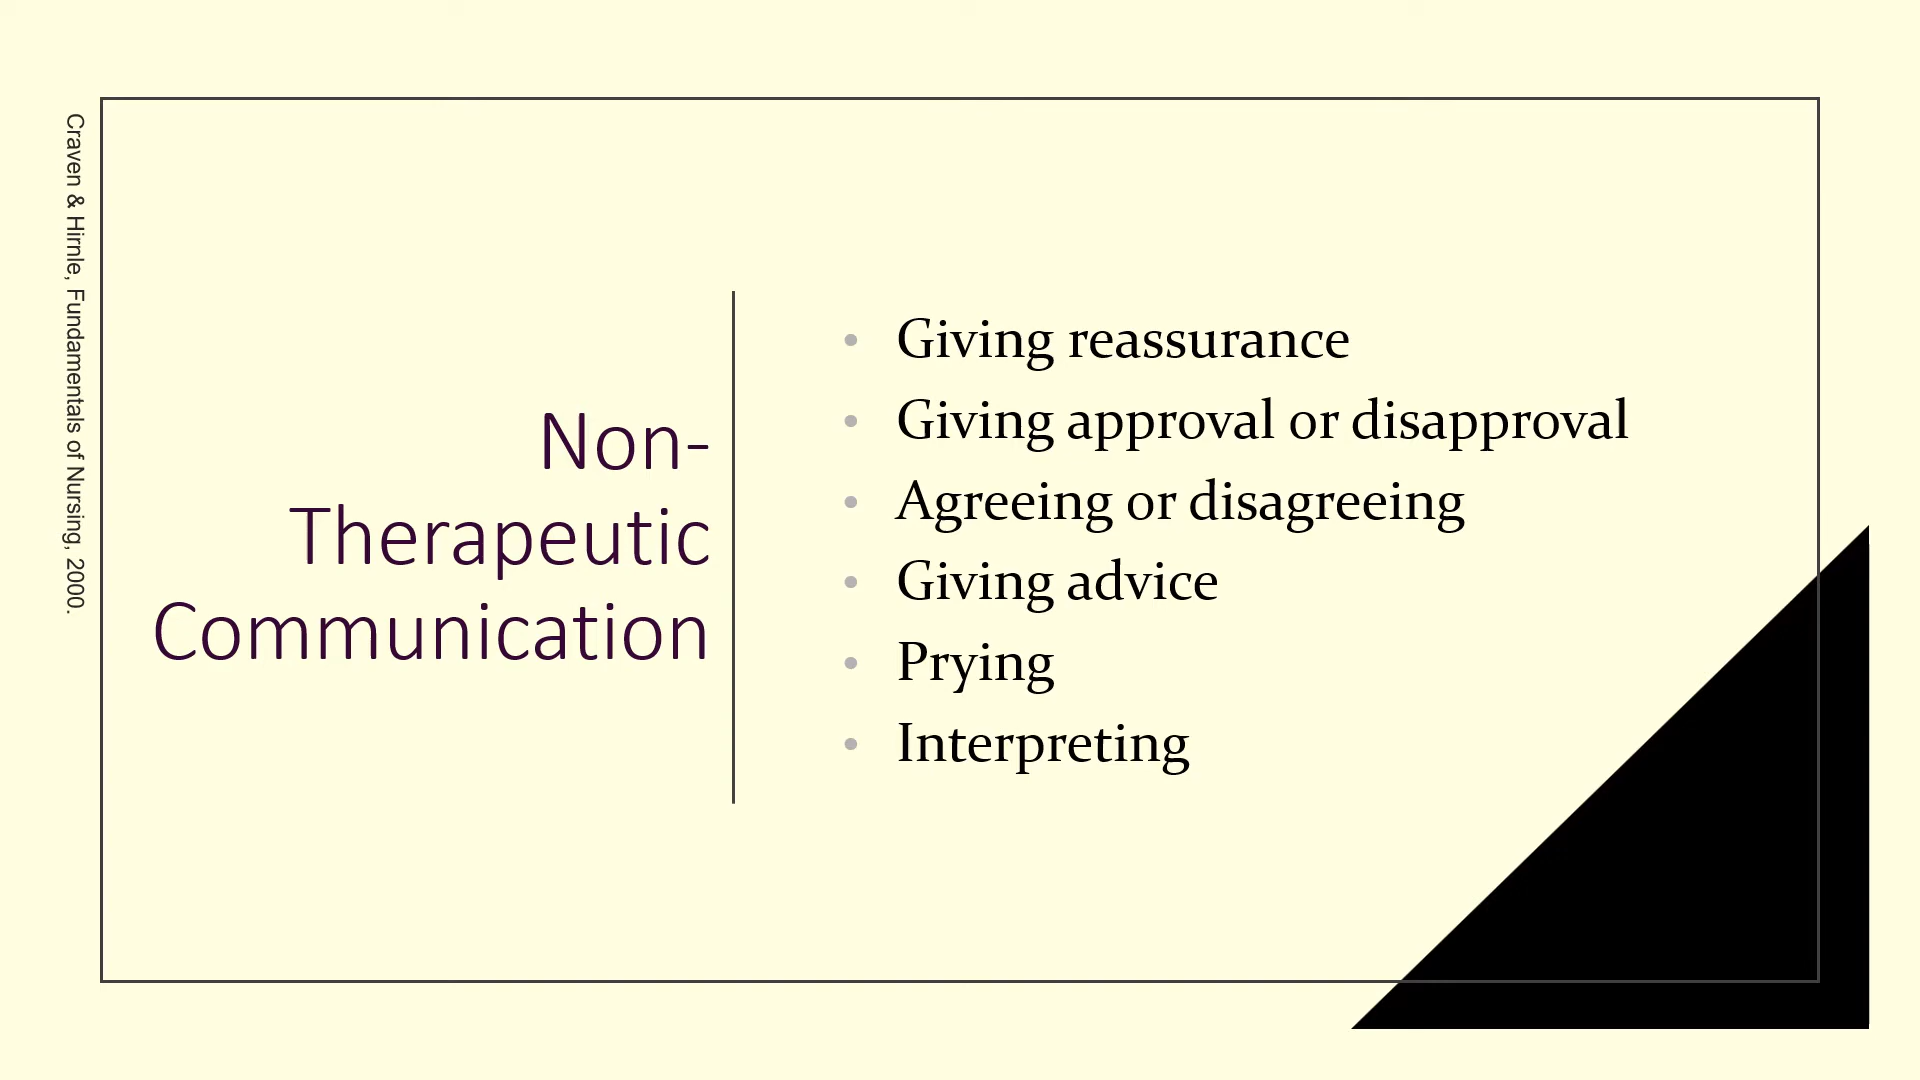 Craven & Hirnle, Fundamentals of Nursing, 2000.
Non-
Therapeutic
Communication
• Giving reassurance
• Giving approval or disapproval
• Agreeing or disagreeing
• Giving advice
• Prying
• Interpreting